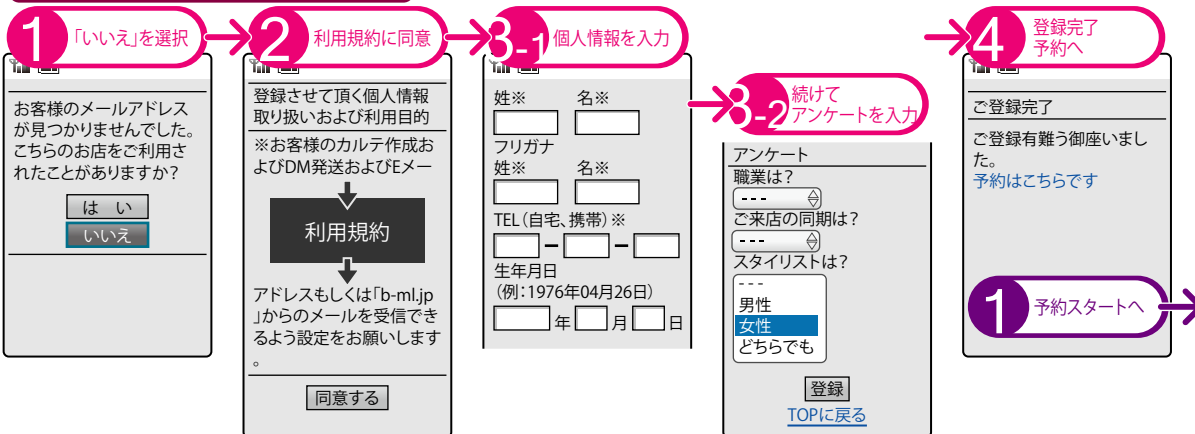 1
「いいえ」を選択
お客様のメールアドレス
が見つかりませんでした。
こちらのお店をご利用さ
れたことがありますか?
は い
いいえ
2
利用規約に同意
登録させて頂く個人情報
取り扱いおよび利用目的
※お客様のカルテ作成お
よびDM発送およびEメー
利用規約
アドレスもしくは「b-ml.jp
」からのメールを受信でき
るよう設定をお願いします
。
同意する
3-1
個人情報を入力
姓※ 名※
フリガナ
姓※ 名※
TEL(自宅、携帯)※
生年月日
(例:1976年04月26日)
年 月 日
3-2
続けて
アンケートを入力
アンケート
職業は?
---
ご来店の同期は?
---
スタイリストは?
---
男性
女性
どちらでも
登録
TOPに戻る
4
登録完了
予約へ
ご登録完了
ご登録有難う御座いまし
た。
予約はこちらです
1
予約スタートへ